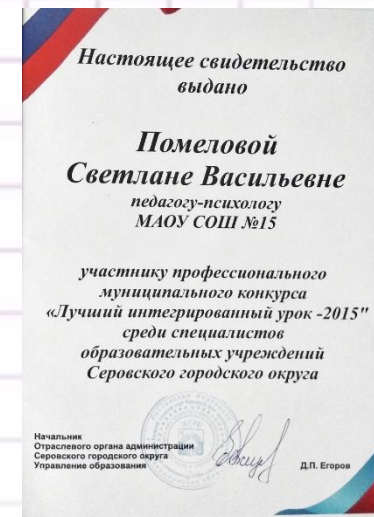 Настоящее свидетельство
выдано
Помеловой
Светлане Васильевне
педагогу-психологу
МАОУ СОШ №15
участнику профессионального
муниципального конкурса
«Лучший интегрированный урок -2015"
среди специалистов
образовательных учреждений
Серовского городского округа
Начальник
Отраслевого органа администрации
Серовского городского округа
Управление образования
Д.П. Егоров